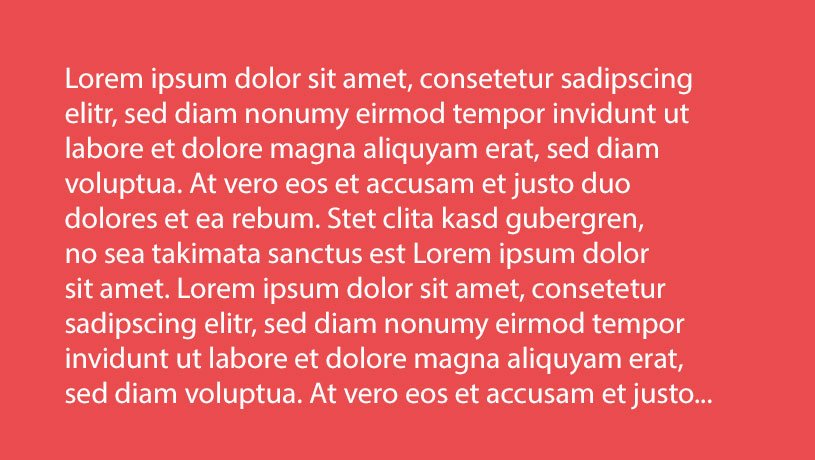 Lorem ipsum dolor sit amet, consetetur sadipscing
elitr, sed diam nonumy eirmod tempor invidunt ut
labore et dolore magna aliquyam erat, sed diam
voluptua. At vero eos et accusam et justo duo
dolores et ea rebum. Stet clita kasd gubergren,
no sea takimata sanctus est Lorem ipsum dolor
sit amet. Lorem ipsum dolor sit amet, consetetur
sadipscing elitr, sed diam nonumy eirmod tempor
invidunt ut labore et dolore magna aliquyam erat,
sed diam voluptua. At vero eos et accusam et justo...